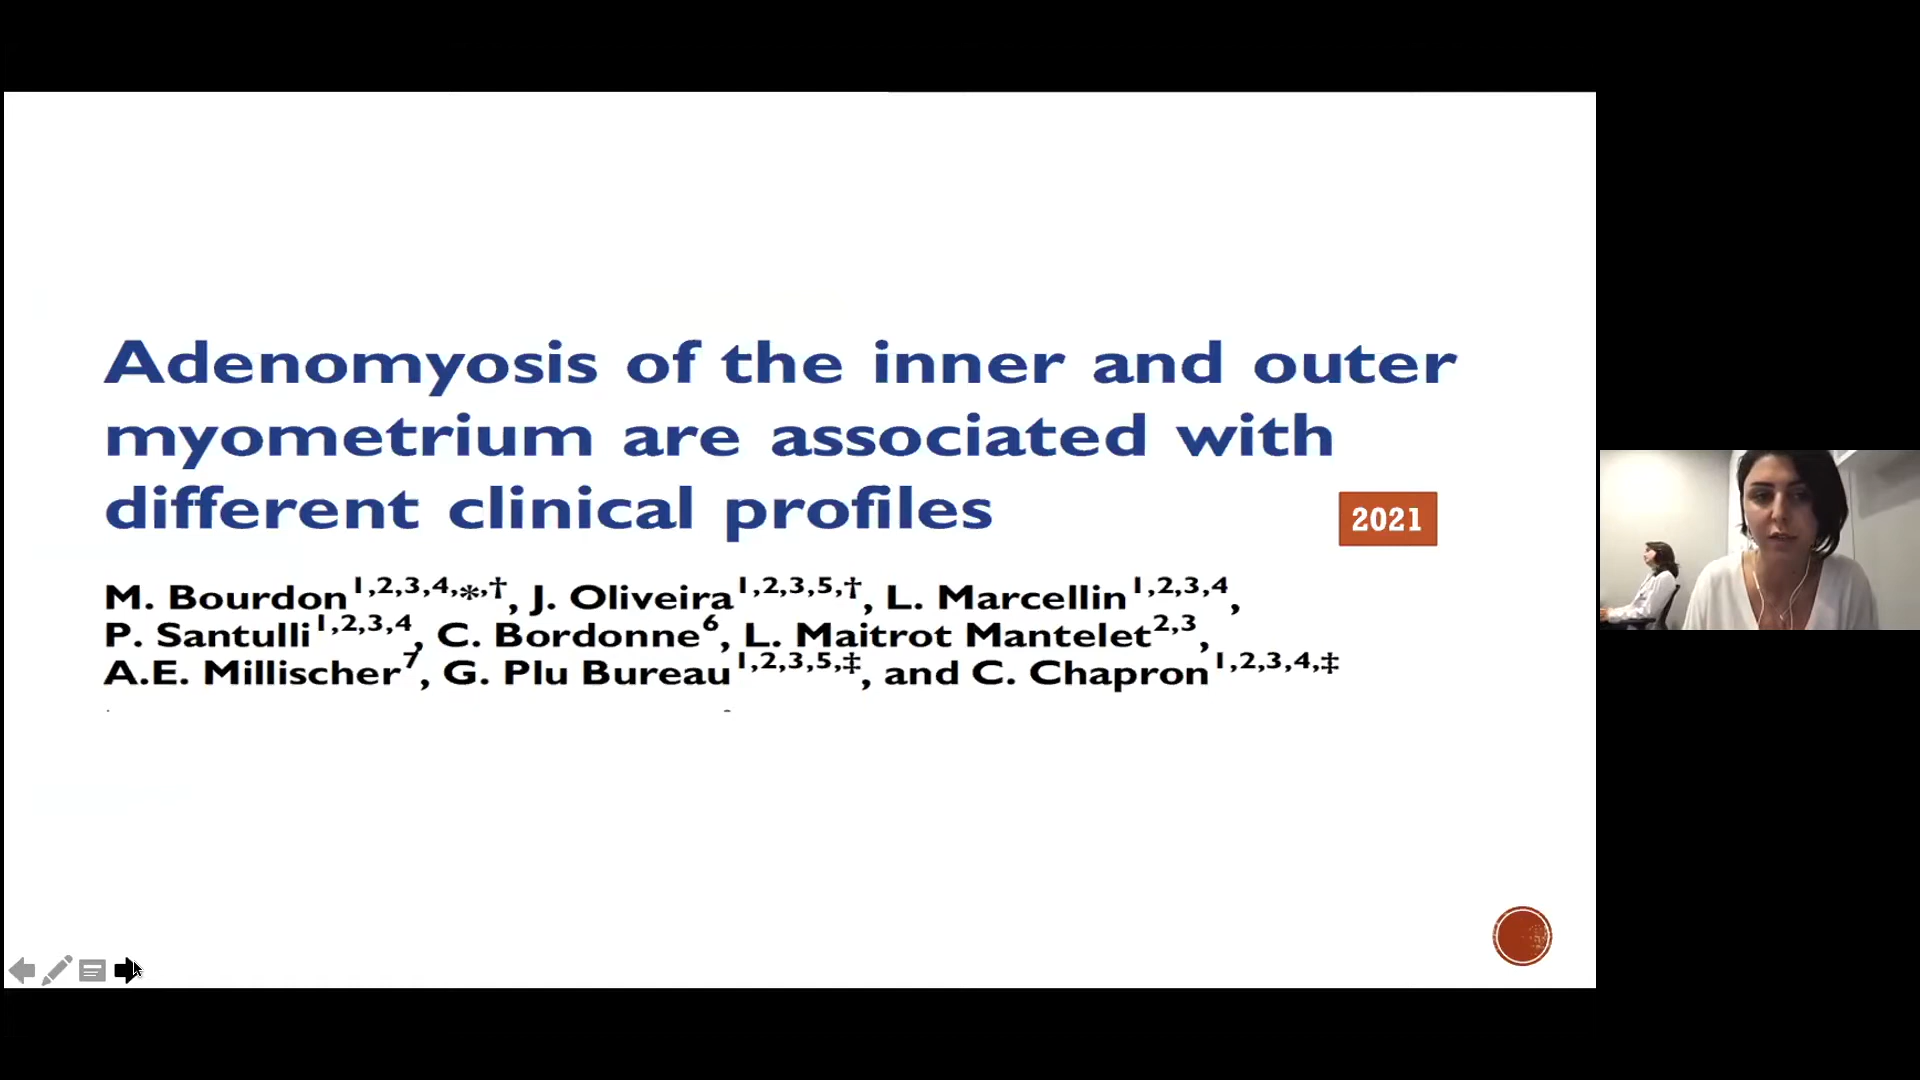 Adenomyosis of the inner and outer
myometrium are associated with
different clinical profiles
2021
M. Bourdon1,2,3,4,*,†, J. Oliveira1,2,3,5,†, L. Marcellin1,2,3,4,
P. Santulli1,2,3,4, C. Bordonne6, L. Maitrot Mantelet2,3,
A.E. Millischer7, G. Plu Bureau1,2,3,5,‡, and C. Chapron1,2,3,4,‡